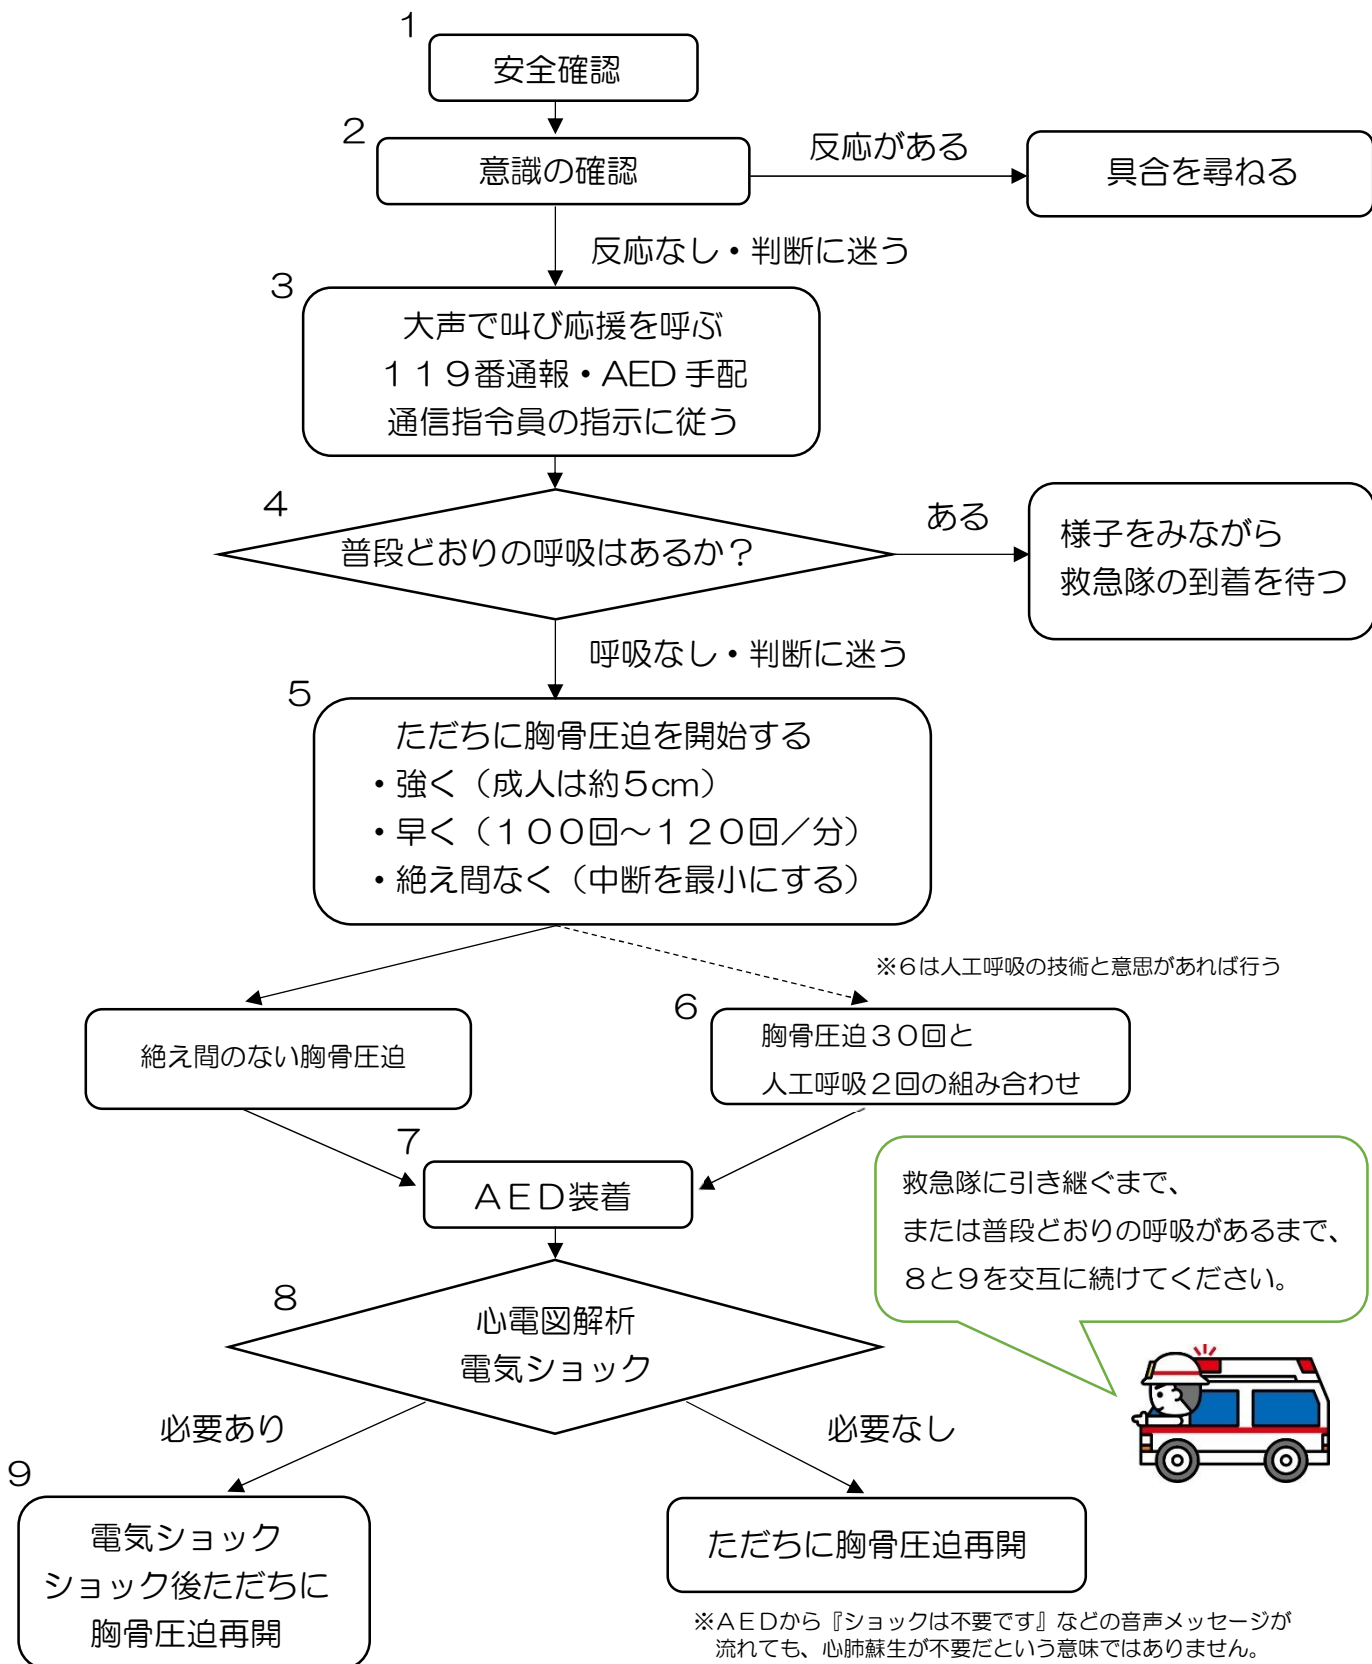 1
安全確認
2
意識の確認
反応がある
具合を尋ねる
反応なし・判断に迷う
3
大声で叫び応援を呼ぶ
１１９番通報・AED 手配
通信指令員の指示に従う
4
普段どおりの呼吸はあるか？
ある
様子をみながら
救急隊の到着を待つ
呼吸なし・判断に迷う
5
ただちに胸骨圧迫を開始する
・強く（成人は約５cm）
・早く（１００回～１２０回／分）
・絶え間なく（中断を最小にする）
※６は人工呼吸の技術と意思があれば行う
絶え間のない胸骨圧迫
6
胸骨圧迫３０回と
人工呼吸２回の組み合わせ
7
ＡＥＤ装着
救急隊に引き継ぐまで、
または普段どおりの呼吸があるまで、
８と９を交互に続けてください。
8
心電図解析
電気ショック
必要あり
必要なし
9
電気ショック
ショック後ただちに
胸骨圧迫再開
ただちに胸骨圧迫再開
※ＡＥＤから『ショックは不要です』などの音声メッセージが
流れても、心肺蘇生が不要だという意味ではありません。